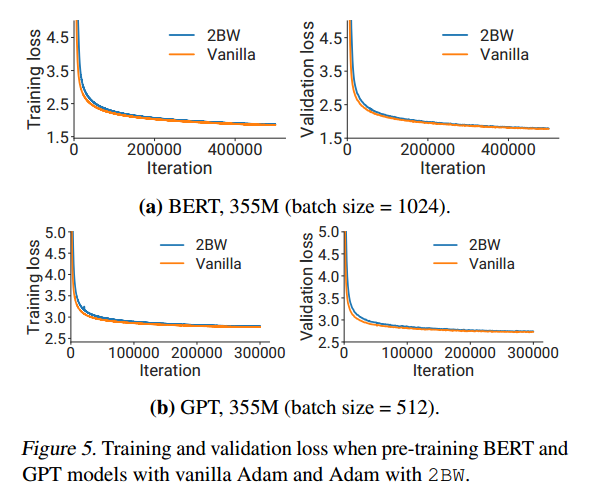 Training loss
4.5
3.5
2.5
1.5
2BW
Vanilla
0 200000 400000
Iteration
Validation loss
4.5
3.5
2.5
1.5
2BW
Vanilla
0 200000 400000
Iteration
(a) BERT, 355M (batch size = 1024).
Training loss
5.0
4.5
4.0
3.5
3.0
2.5
2BW
Vanilla
0 100000 200000 300000
Iteration
Validation loss
5.0
4.5
4.0
3.5
3.0
2.5
2BW
Vanilla
0 100000 200000 300000
Iteration
(b) GPT, 355M (batch size = 512).
Figure 5. Training and validation loss when pre-training BERT and
GPT models with vanilla Adam and Adam with 2BW.